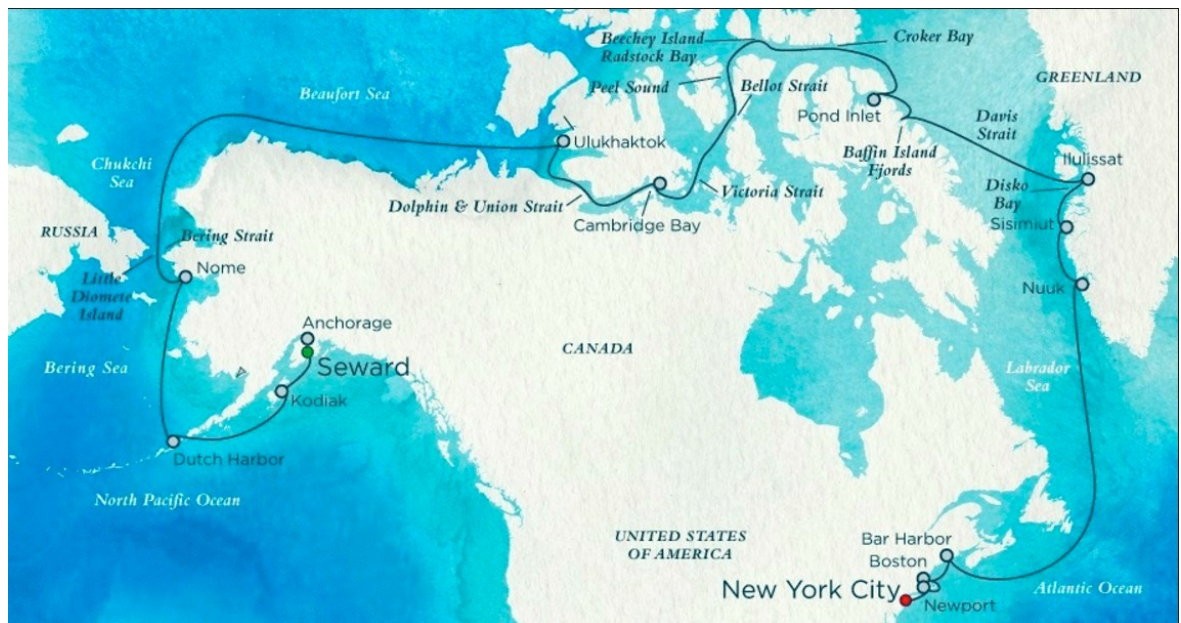 Beechey Island
Radstock Bay
Croker Bay
GREENLAND
Beaufort Sea
Peel Sound
Bellot Strait
Pond Inlet
Davis
Strait
Ulukhaktok
Baffin Island
Fjords
Ilulissat
Chukchi
Sea
Disko
Bay
Dolphin & Union Strait
Victoria Strait
Cambridge Bay
Sisimiut
RUSSIA
Bering Strait
Nome
Little
Diomete
Island
Nuuk
Anchorage
Seward
CANADA
Bering Sea
Kodiak
Labrador
Sea
Dutch Harbor
North Pacific Ocean
UNITED STATES
OF AMERICA
Bar Harbor
Boston
New York City
Newport
Atlantic Ocean